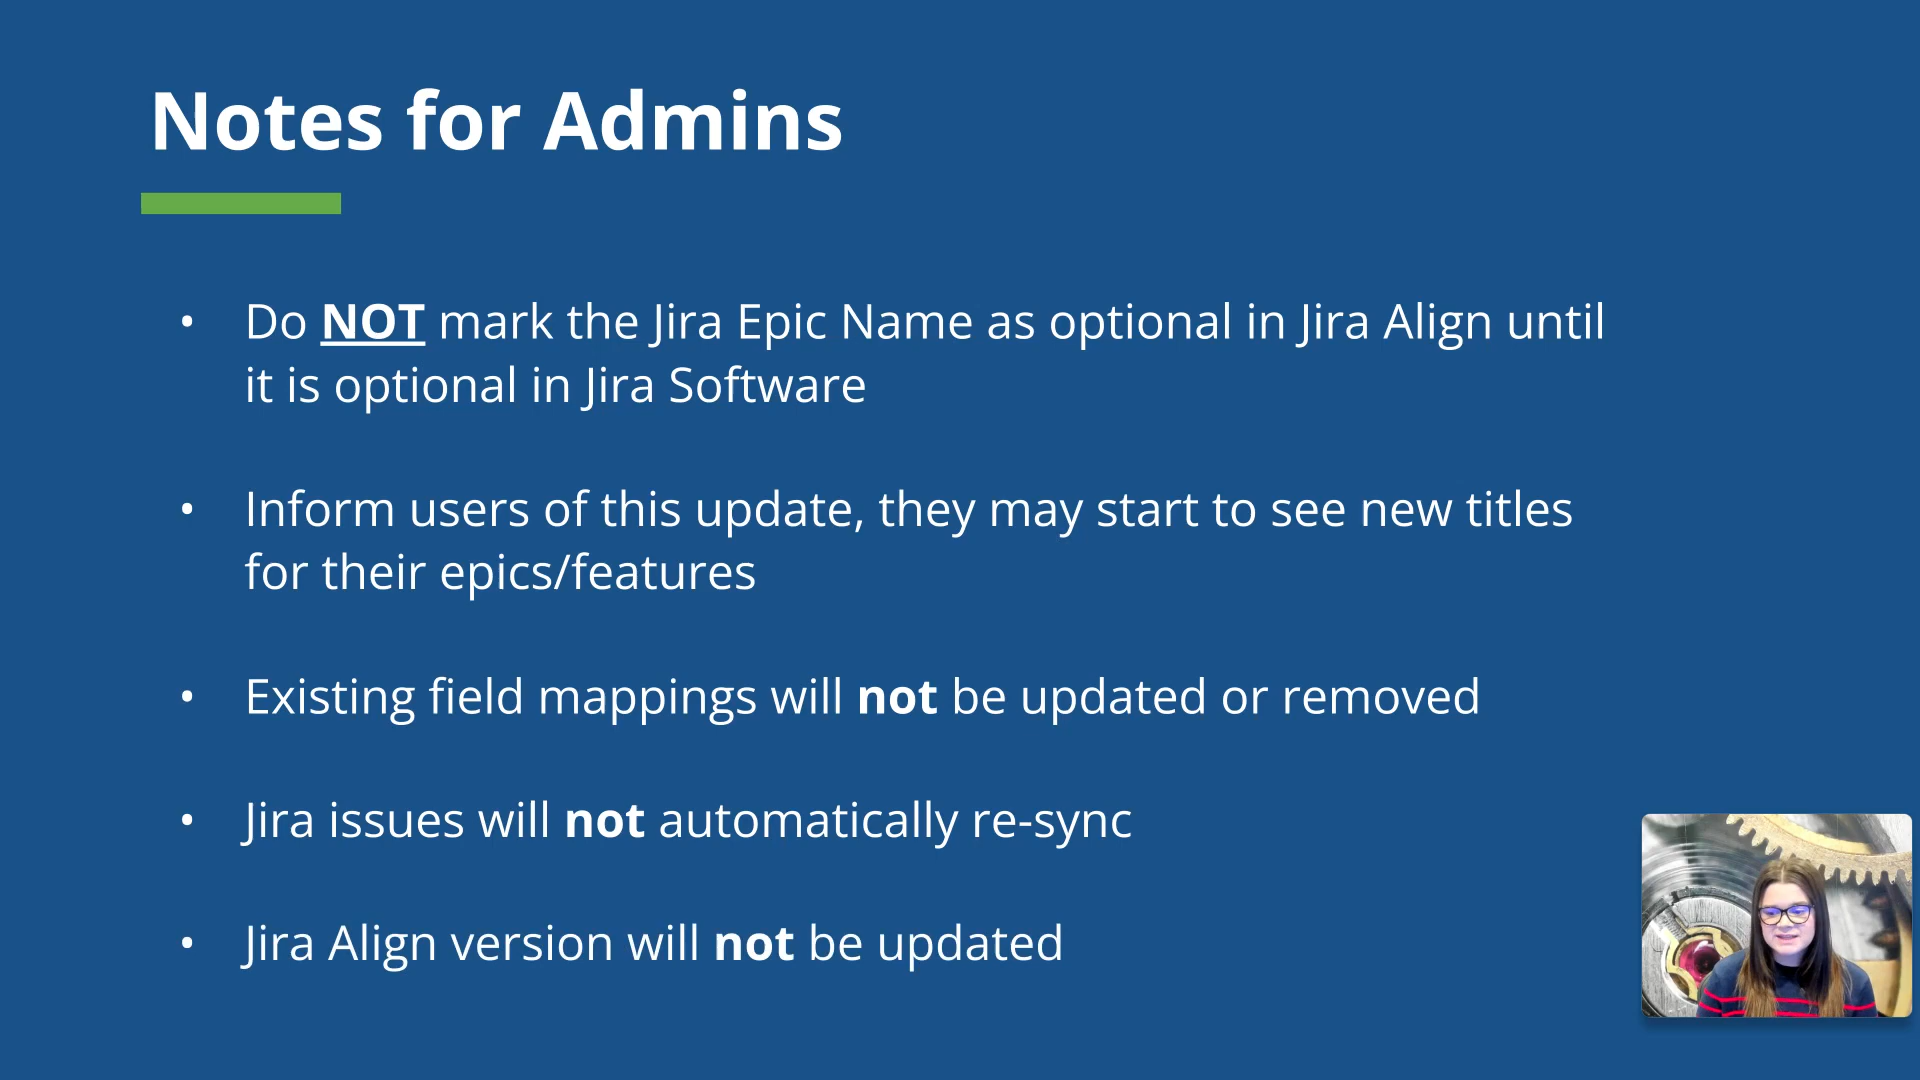 Notes for Admins
• Do NOT mark the Jira Epic Name as optional in Jira Align until
it is optional in Jira Software
• Inform users of this update, they may start to see new titles
for their epics/features
• Existing field mappings will not be updated or removed
• Jira issues will not automatically re-sync
• Jira Align version will not be updated